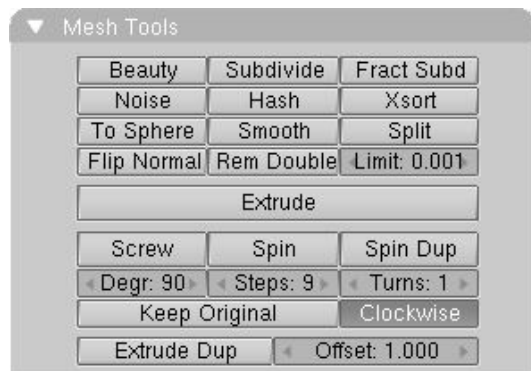 Mesh Tools
Beauty Subdivide Fract Subd
Noise Hash Xsort
To Sphere Smooth Split
Flip Normal Rem Double Limit: 0.001
Extrude
Screw Spin Spin Dup
Degr: 90 Steps: 9 Turns: 1
Keep Original Clockwise
Extrude Dup Offset: 1.000